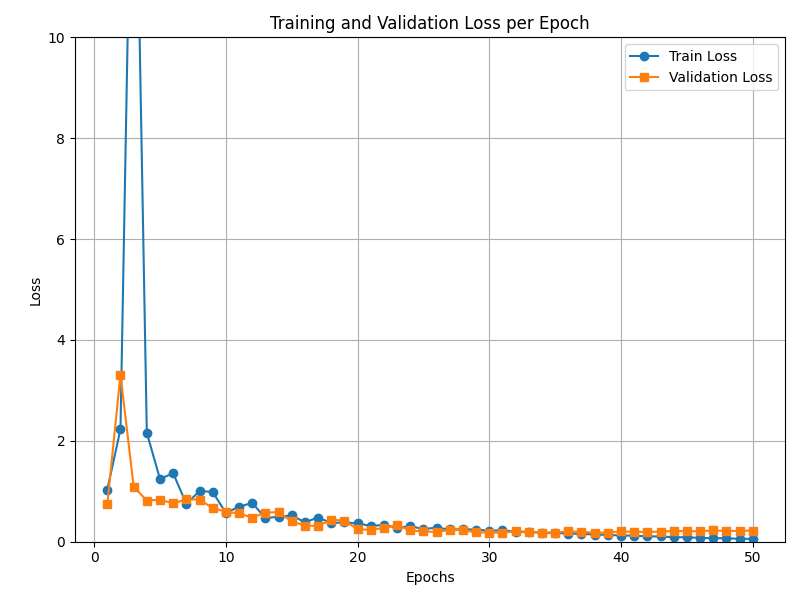 Training and Validation Loss per Epoch
Train Loss
Validation Loss
Loss
10
8
6
4
2
0
0 10 20 30 40 50
Epochs